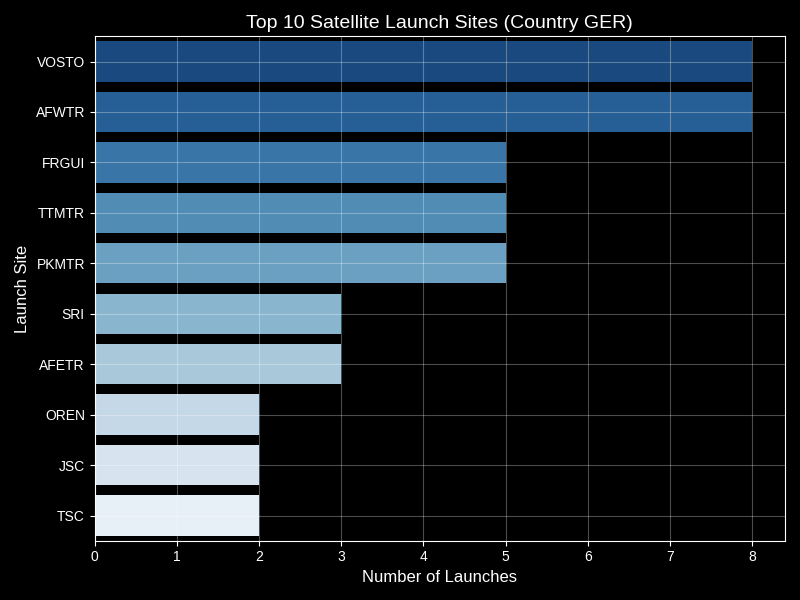 Top 10 Satellite Launch Sites (Country GER)
Launch Site
VOSTO
AFWTR
FRGUI
TTMTR
PKMTR
SRI
AFETR
OREN
JSC
TSC
0 1 2 3 4 5 6 7 8
Number of Launches